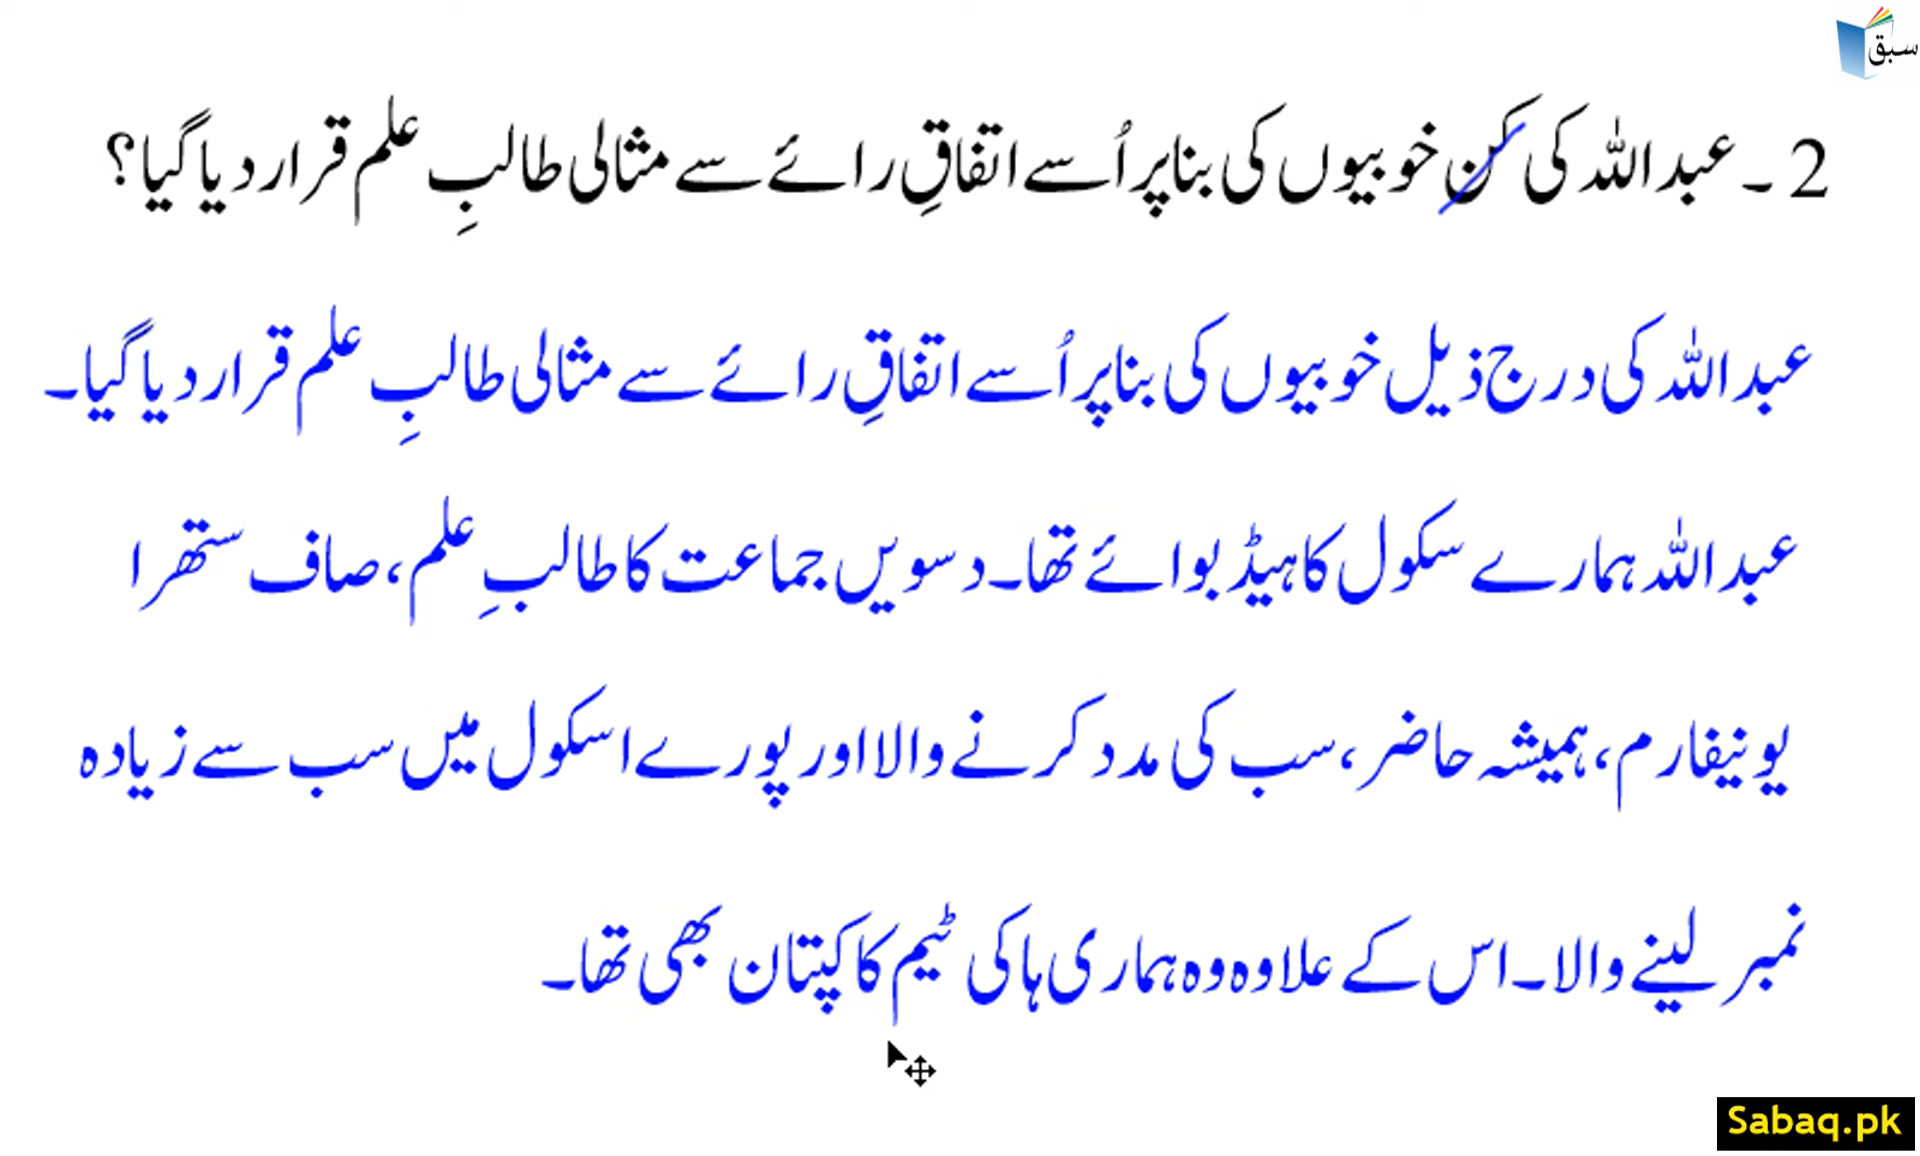 سبق
2 ۔ عبداللہ کی کن خوبیوں کی بنا پر اُسے اتفاقِ رائے سے مثالی طالبِ علم قرار دیا گیا؟
عبداللہ کی درج ذیل خوبیوں کی بنا پر اُسے اتفاقِ رائے سے مثالی طالبِ علم قرار دیا گیا۔
عبداللہ ہمارے سکول کا ہیڈ بوائے تھا۔ دسویں جماعت کا طالبِ علم، صاف ستھرا
یونیفارم، ہمیشہ حاضر، سب کی مدد کرنے والا اور پورے اسکول میں سب سے زیادہ
نمبر لینے والا۔ اس کے علاوہ وہ ہماری ہاکی ٹیم کا کپتان بھی تھا۔
Sabaq.pk